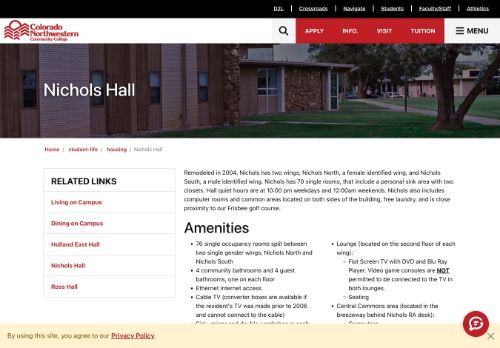 D2L
Crossroads
Navigate
Students
Faculty/Staff
Athletics
Colorado
Northwestern
Community College
APPLY
INFO.
VISIT
TUITION
MENU
Nichols Hall
Home / student-life / housing / Nichols Hall
RELATED LINKS
Living on Campus
Dining on Campus
Holland East Hall
Nichols Hall
Ross Hall
Remodeled in 2004, Nichols has two wings; Nichols North, a female identified wing, and Nichols
South, a male identified wing. Nichols has 70 single rooms, that include a personal sink area with two
closets. Hall quiet hours are at 10:00 pm weekdays and 12:00am weekends. Nichols also includes
computer rooms and common areas located on both sides of the building, free laundry, and is close
proximity to our Frisbee golf course.
Amenities
• 76 single occupancy rooms split between
two single gender wings, Nichols North and
Nichols South
• 4 community bathrooms and 4 guest
bathrooms, one on each floor
• Ethernet internet access
• Cable TV (converter boxes are available if
the resident's TV was made prior to 2006
and cannot connect to the cable)
• Lounge (located on the second floor of each
wing):
○ Flat Screen TV with DVD and Blu Ray
Player. Video game consoles are NOT
permitted to be connected to the TV in
both lounges.
○ Seating
• Central Commons area (located in the
breezeway behind Nichols RA desk):
By using this site, you agree to our Privacy Policy
×